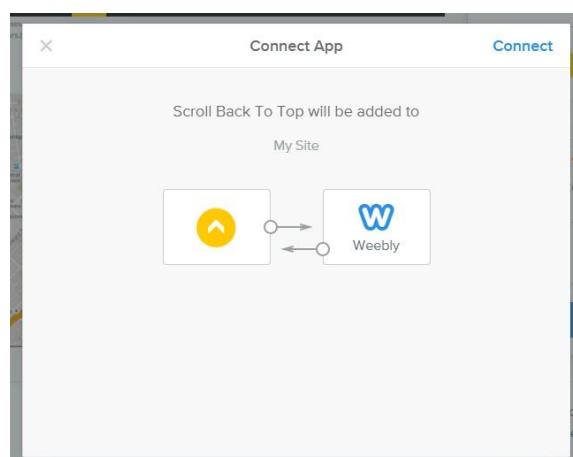 Connect App
Connect
Scroll Back To Top will be added to
My Site
Weebly